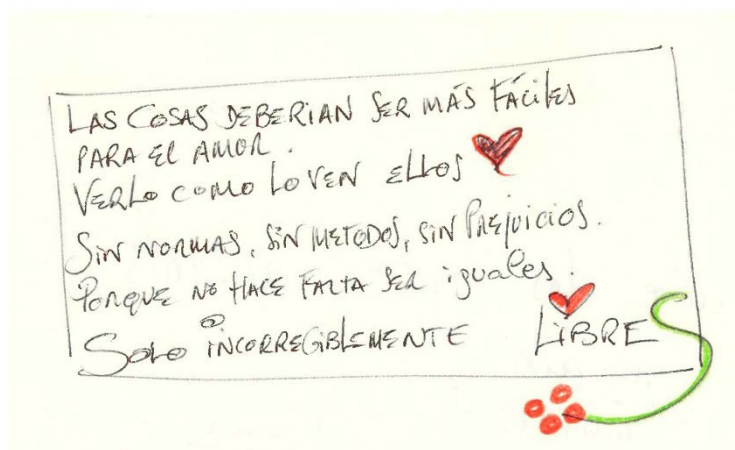 LAS COSAS DEBERIAN SER MÁS FÁCILES
PARA EL AMOR.
VERLO COMO LO VEN ELLOS
SIN NORMAS, SIN METODOS, SIN PREJUICIOS.
PORQUE NO HACE FALTA SER iguales.
SOLO INCORREGIBLEMENTE LIBRES